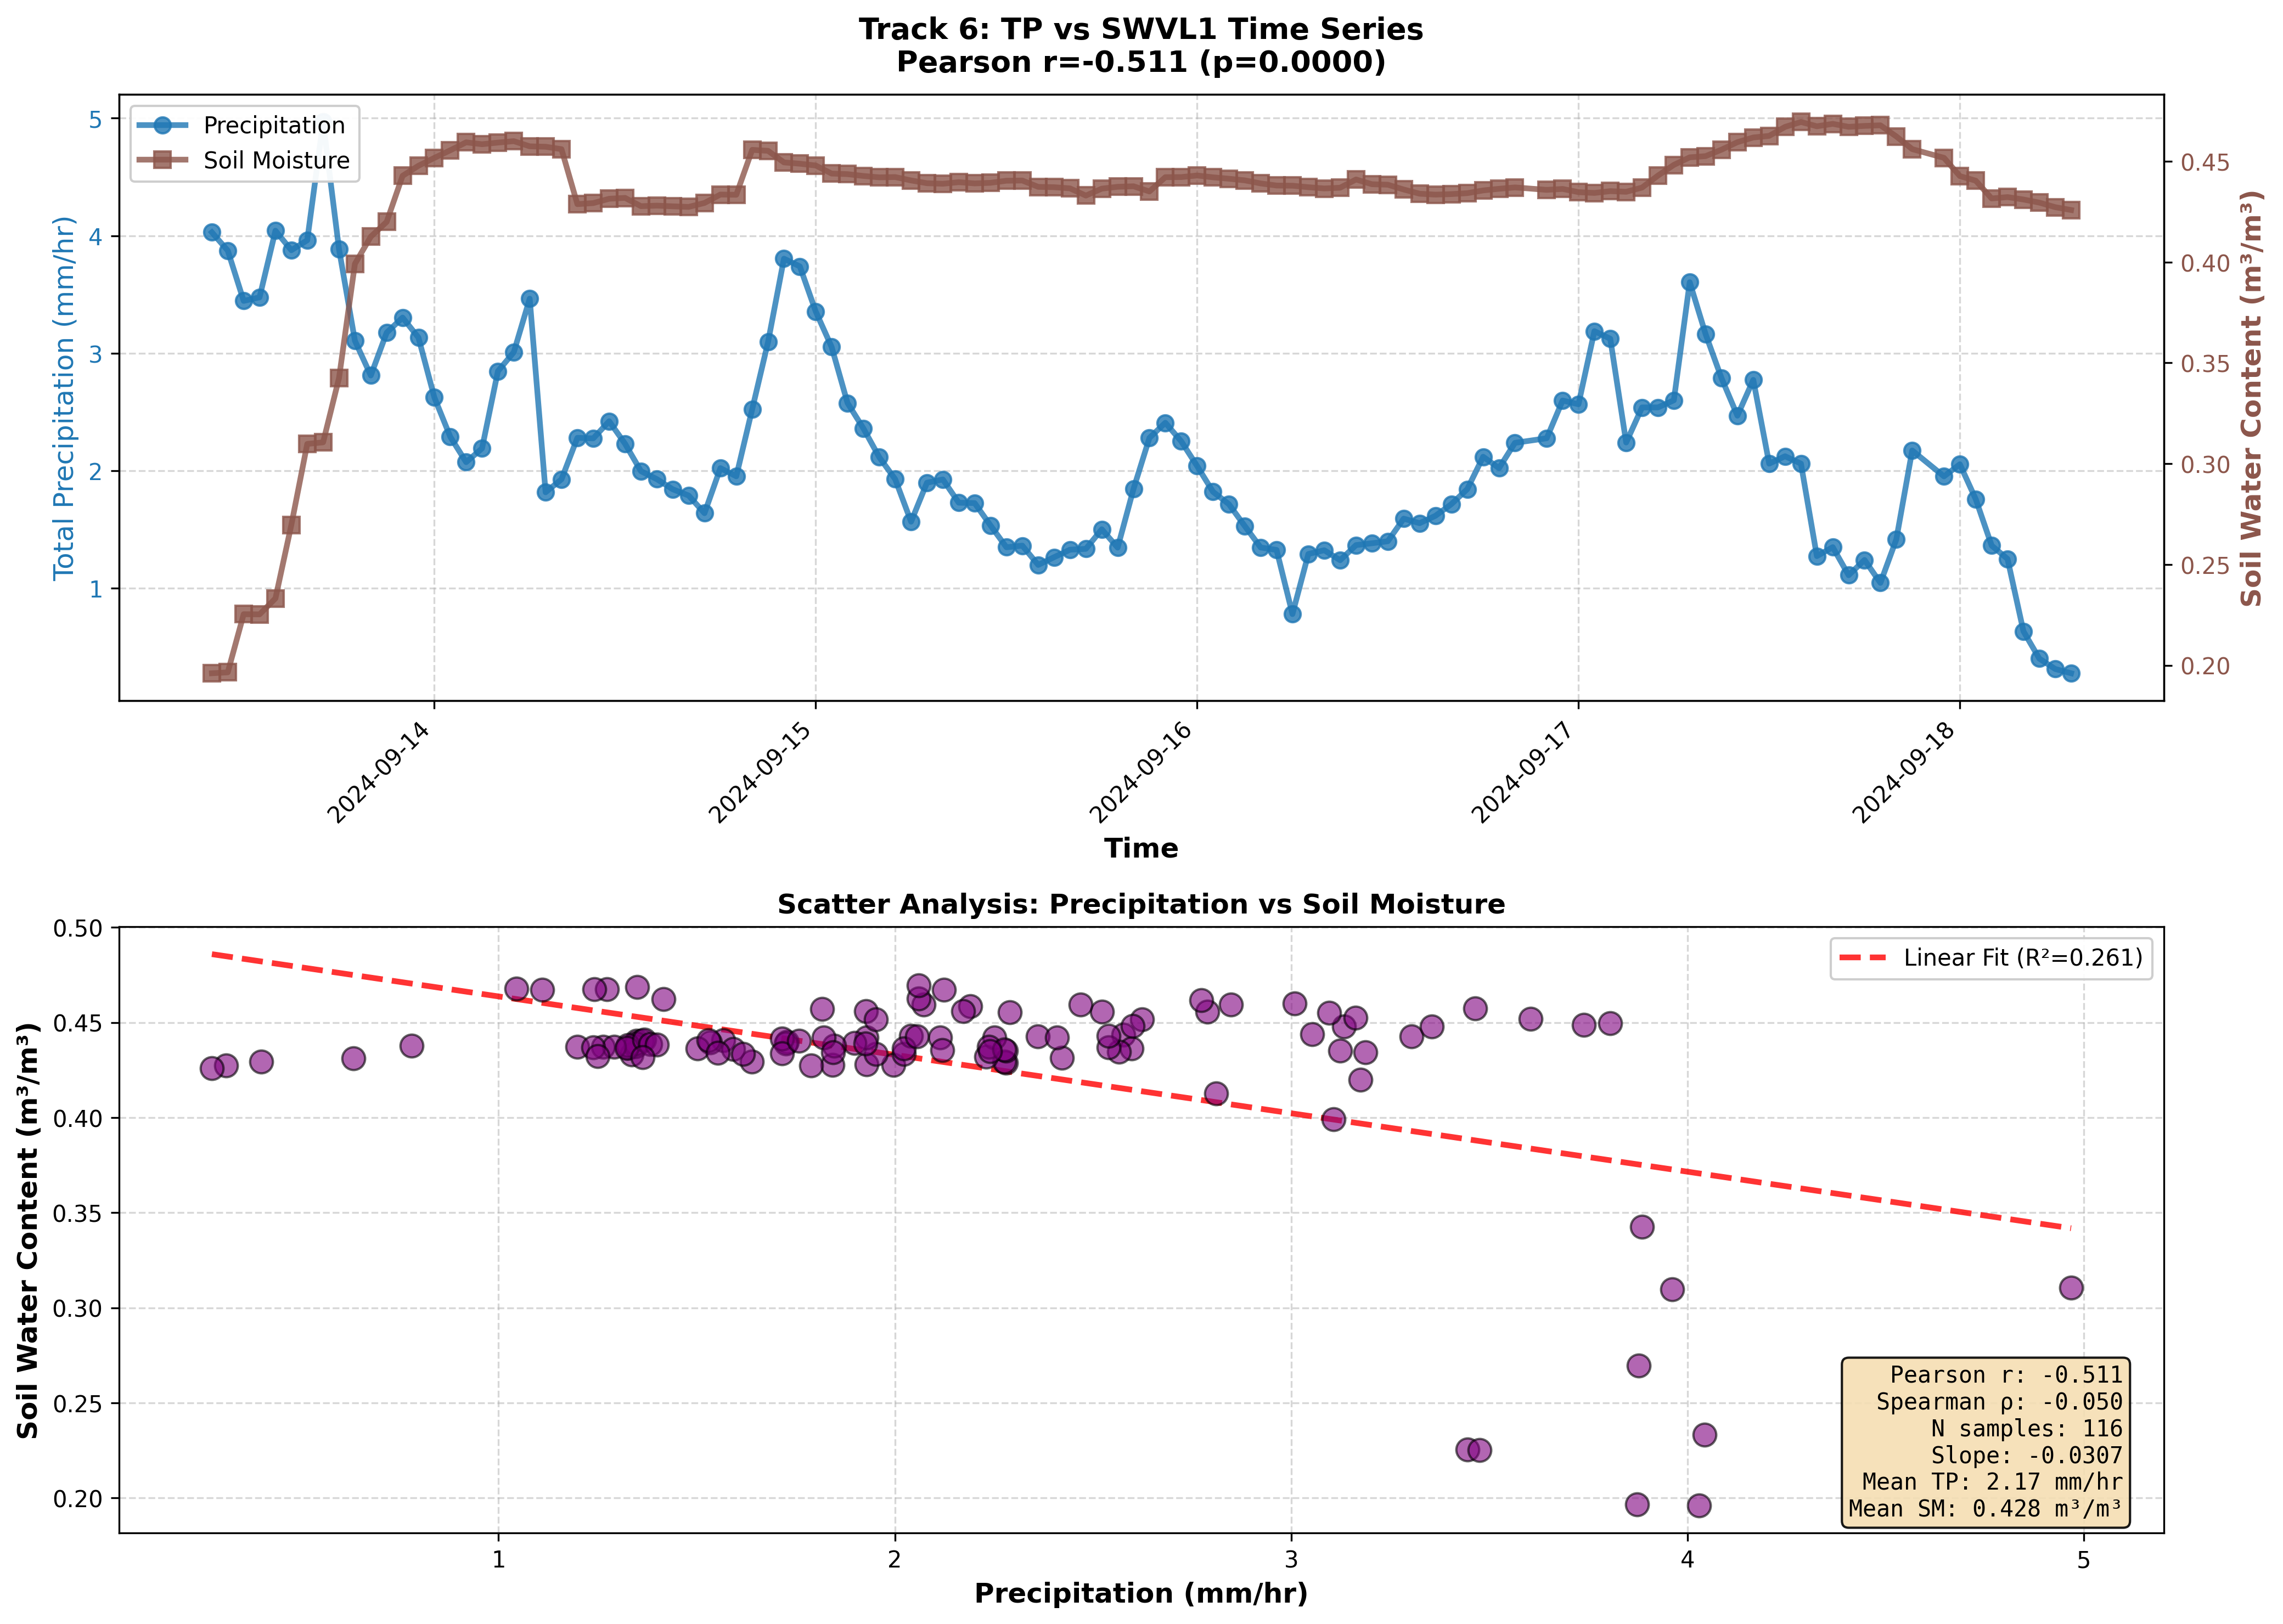 Track 6: TP vs SWVL1 Time Series
Pearson r=-0.511 (p=0.0000)
Precipitation
Soil Moisture
Total Precipitation (mm/hr)
5
4
3
2
1
Soil Water Content (m³/m³)
0.45
0.40
0.35
0.30
0.25
0.20
2024-09-14
2024-09-15
2024-09-16
2024-09-17
2024-09-18
Time
Scatter Analysis: Precipitation vs Soil Moisture
Linear Fit (R²=0.261)
Soil Water Content (m³/m³)
0.50
0.45
0.40
0.35
0.30
0.25
0.20
Pearson r: -0.511
Spearman ρ: -0.050
N samples: 116
Slope: -0.0307
Mean TP: 2.17 mm/hr
Mean SM: 0.428 m³/m³
1
2
3
4
5
Precipitation (mm/hr)